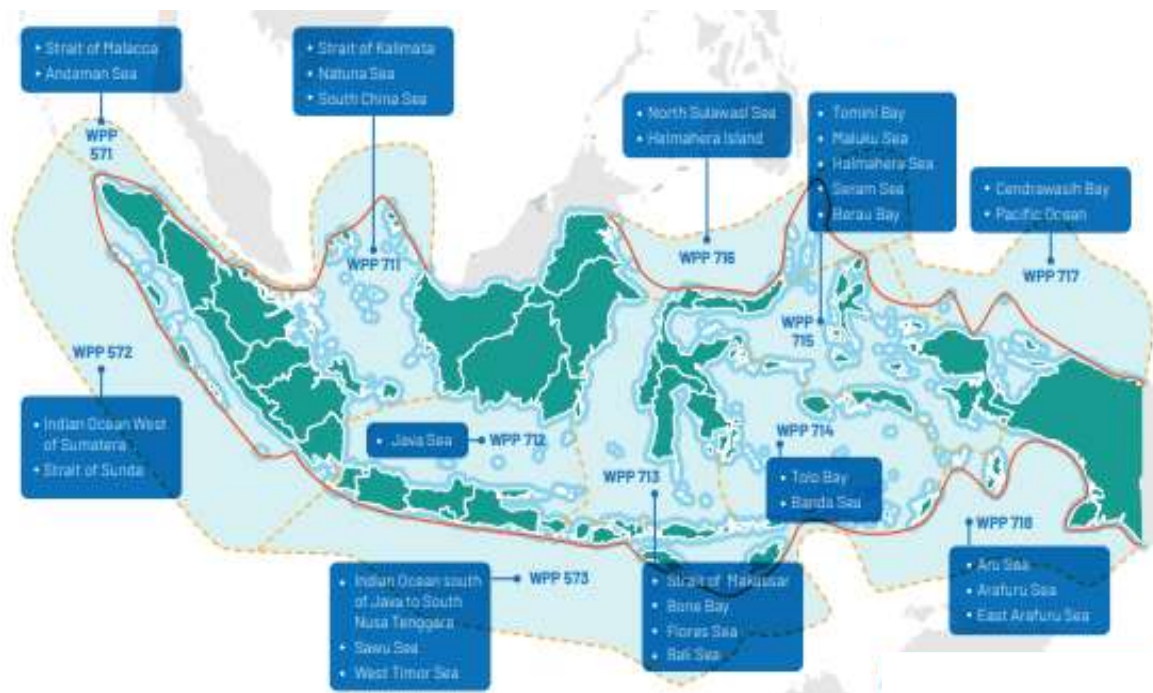 Strait of Malacca
Andaman Sea
WPP
571
Strait of Kalimata
Natuna Sea
South China Sea
WPP 711
North Sulawasi Sea
Helmahera Island
WPP 716
Tomini Bay
Maluku Sea
Halmahera Sea
Seram Sea
Berau Bay
WPP
715
Cendrawasih Bay
Pacific Ocean
WPP 717
WPP 572
Indian Ocean West
of Sumatera
Strait of Sunda
Java Sea
WPP 712
WPP 713
WPP 714
Tolo Bay
Banda Sea
WPP 573
Indian Ocean south
of Java to South
Nusa Tenggara
Sawu Sea
West Timor Sea
Strait of Makassar
Bone Bay
Flores Sea
Bali Sea
WPP 718
Aru Sea
Arafuru Sea
East Arafuru Sea